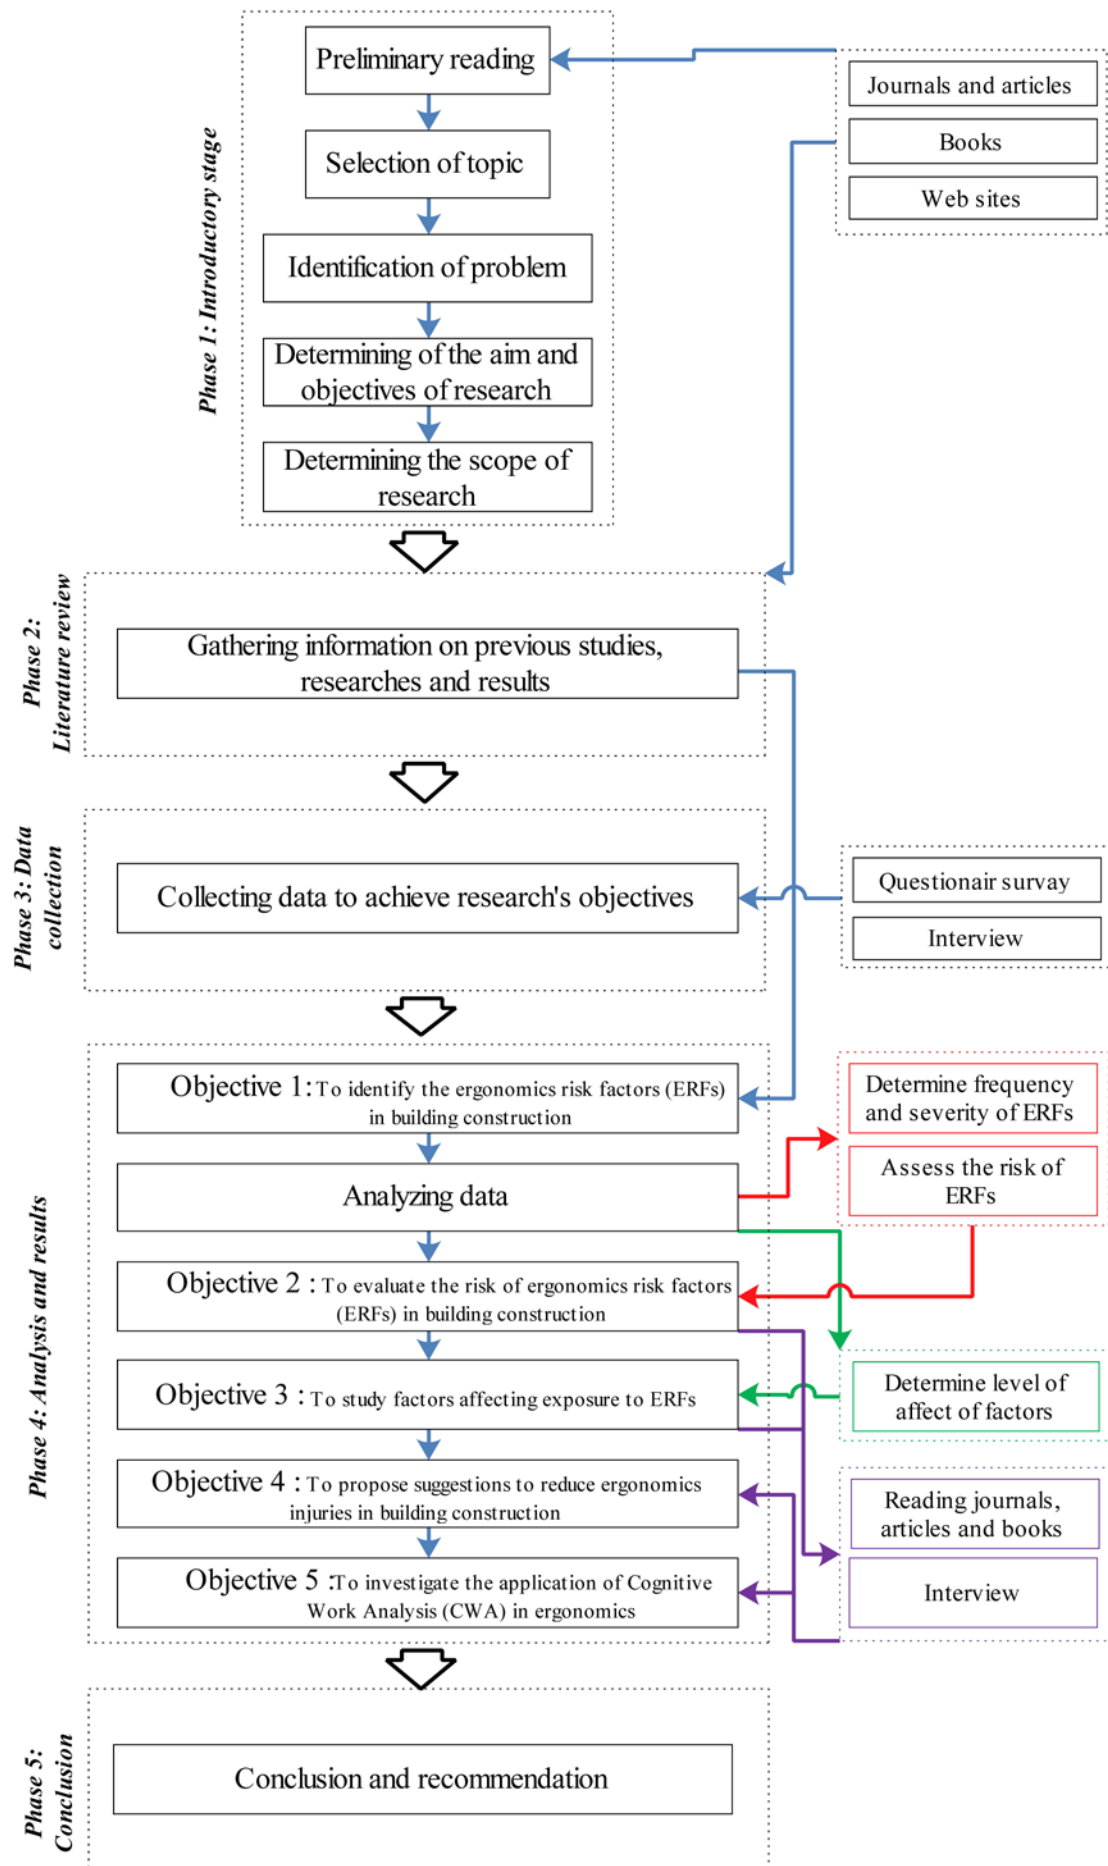 Phase 1: Introductory stage
Preliminary reading
Selection of topic
Identification of problem
Determining of the aim and
objectives of research
Determining the scope of
research
Journals and articles
Books
Web sites
Phase 2:
Literature review
Gathering information on previous studies,
researches and results
Phase 3: Data
collection
Collecting data to achieve research's objectives
Questionair survay
Interview
Phase 4: Analysis and results
Objective 1: To identify the ergonomics risk factors (ERFs)
in building construction
Analyzing data
Objective 2 : To evaluate the risk of ergonomics risk factors
(ERFs) in building construction
Objective 3 : To study factors affecting exposure to ERFs
Objective 4 : To propose suggestions to reduce ergonomics
injuries in building construction
Objective 5 :To investigate the application of Cognitive
Work Analysis (CWA) in ergonomics
Determine frequency
and severity of ERFs
Assess the risk of
ERFs
Determine level of
affect of factors
Reading journals,
articles and books
Interview
Phase 5:
Conclusion
Conclusion and recommendation